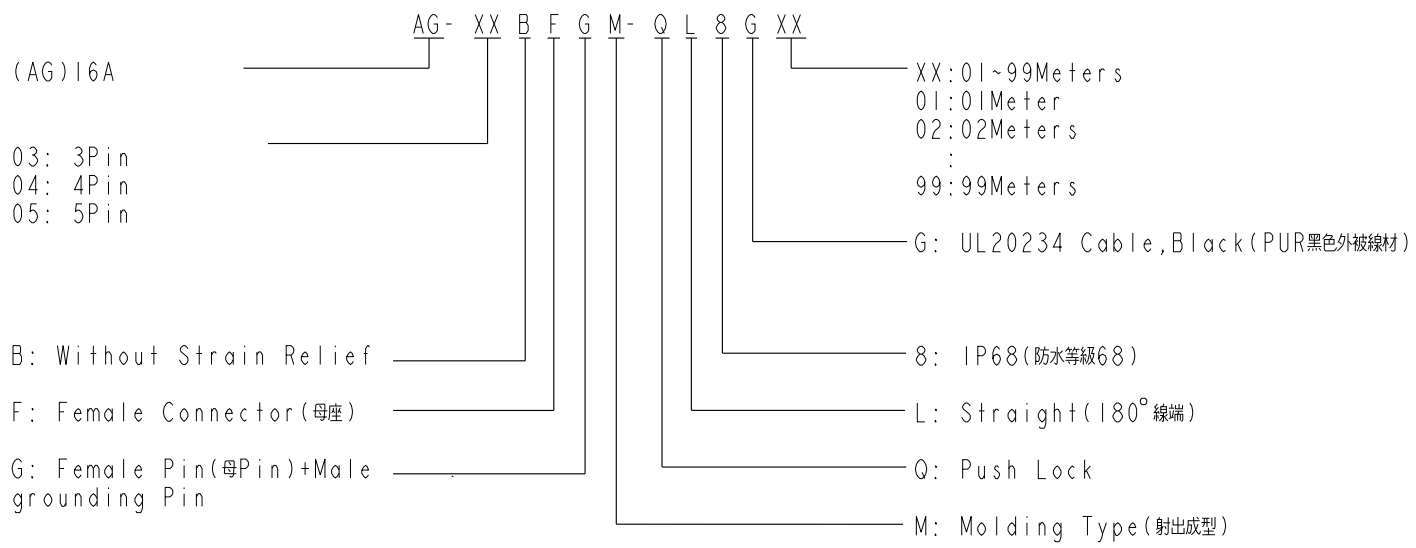 AG- XX B F G M- Q L 8 G XX
(AG)16A
03: 3Pin
04: 4Pin
05: 5Pin
B: Without Strain Relief
F: Female Connector(母座)
G: Female Pin(母Pin)+Male
grounding Pin
XX:01~99Meters
01:01Meter
02:02Meters
:
99:99Meters
G: UL20234 Cable,Black(PUR黑色外被線材)
8: IP68(防水等級68)
L: Straight(180°線端)
Q: Push Lock
M: Molding Type(射出成型)